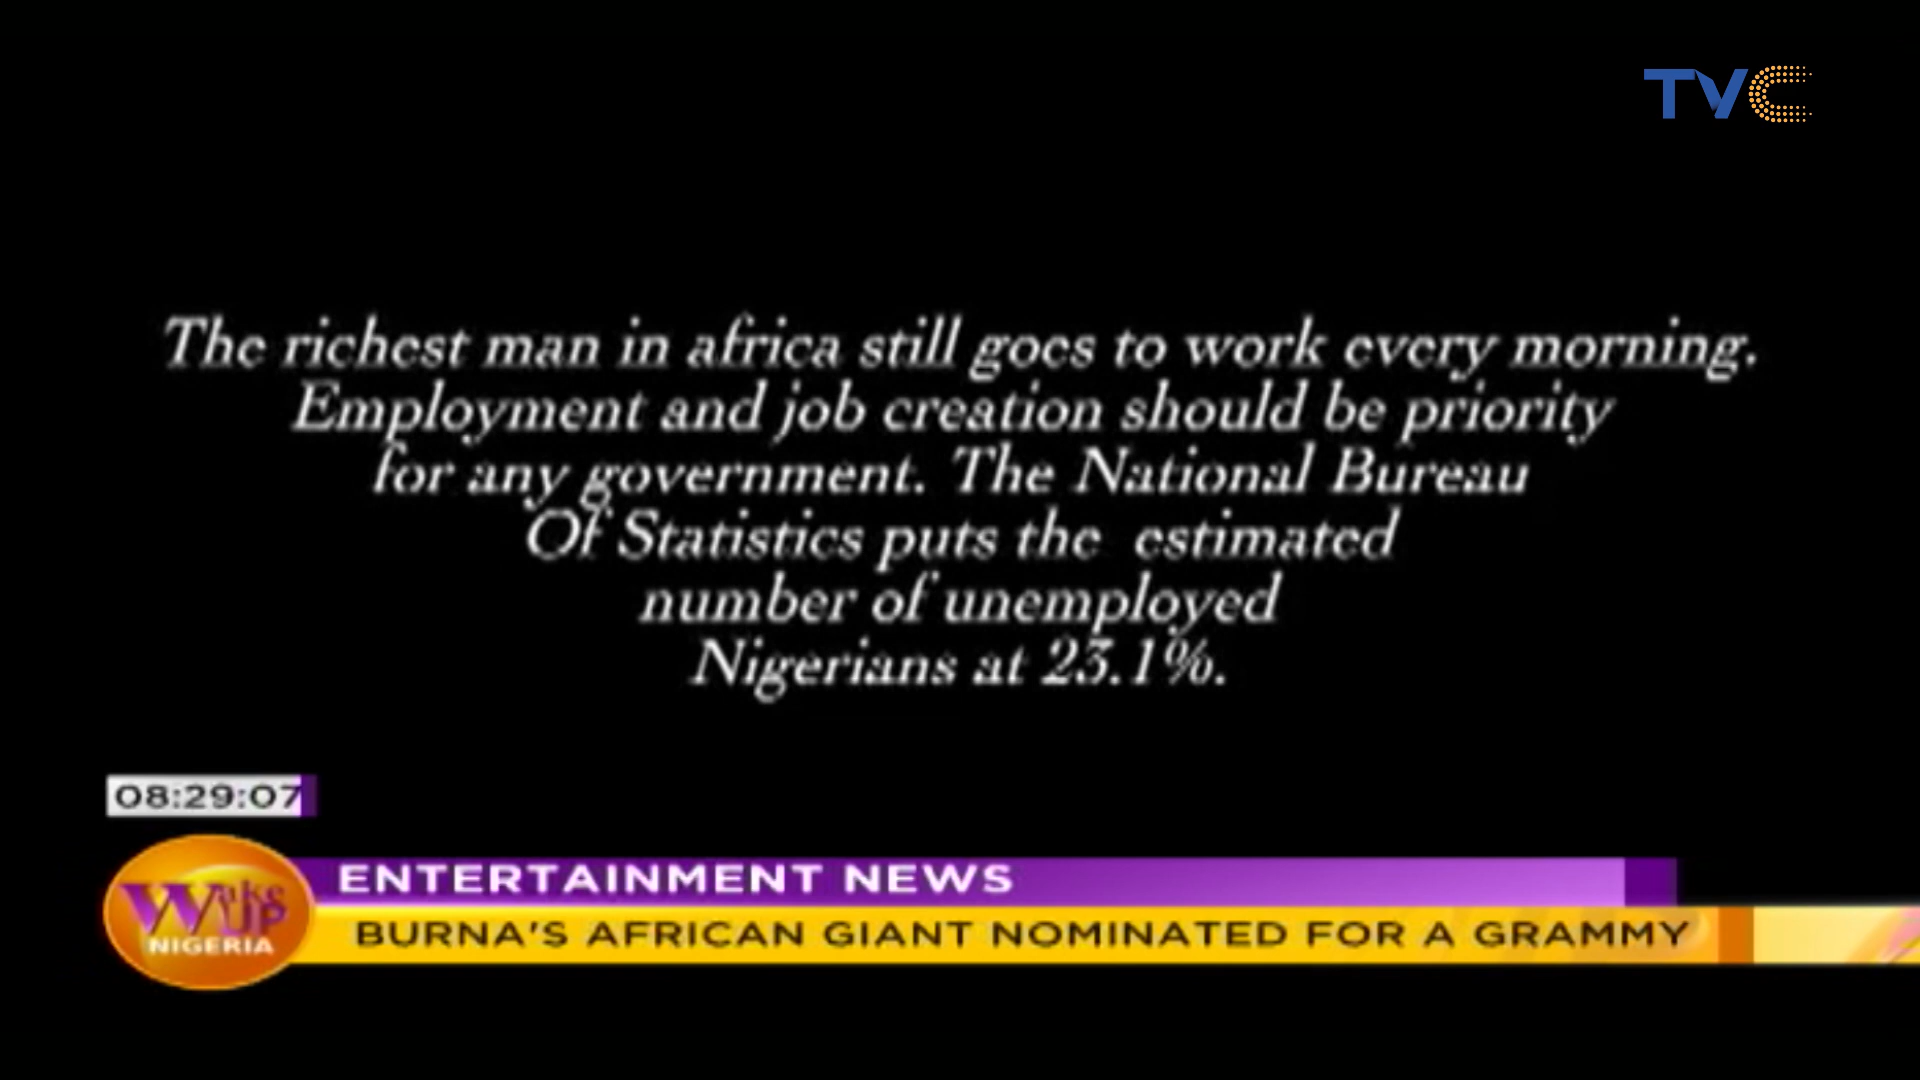 TVC
The richest man in africa still goes to work every morning.
Employment and job creation should be priority
for any government. The National Bureau
Of Statistics puts the estimated
number of unemployed
Nigerians at 23.1%.
08:29:07
ENTERTAINMENT NEWS
Wake
UP
NIGERIA
BURNA'S AFRICAN GIANT NOMINATED FOR A GRAMMY